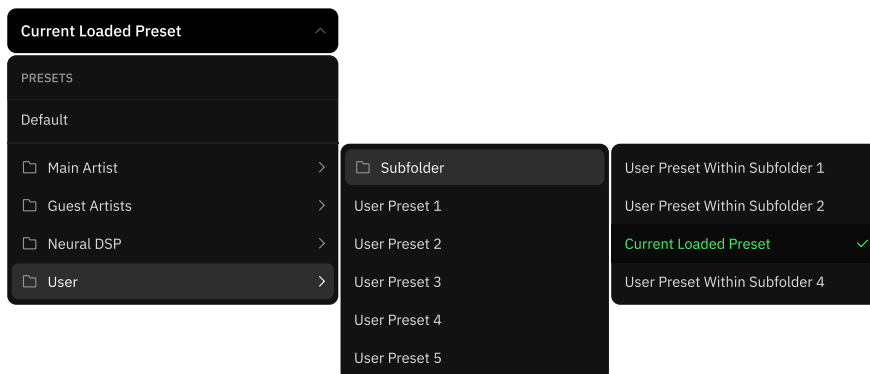 Current Loaded Preset
PRESETS
Default
Main Artist
Guest Artists
Neural DSP
User
Subfolder
User Preset 1
User Preset 2
User Preset 3
User Preset 4
User Preset 5
User Preset Within Subfolder 1
User Preset Within Subfolder 2
Current Loaded Preset
User Preset Within Subfolder 4